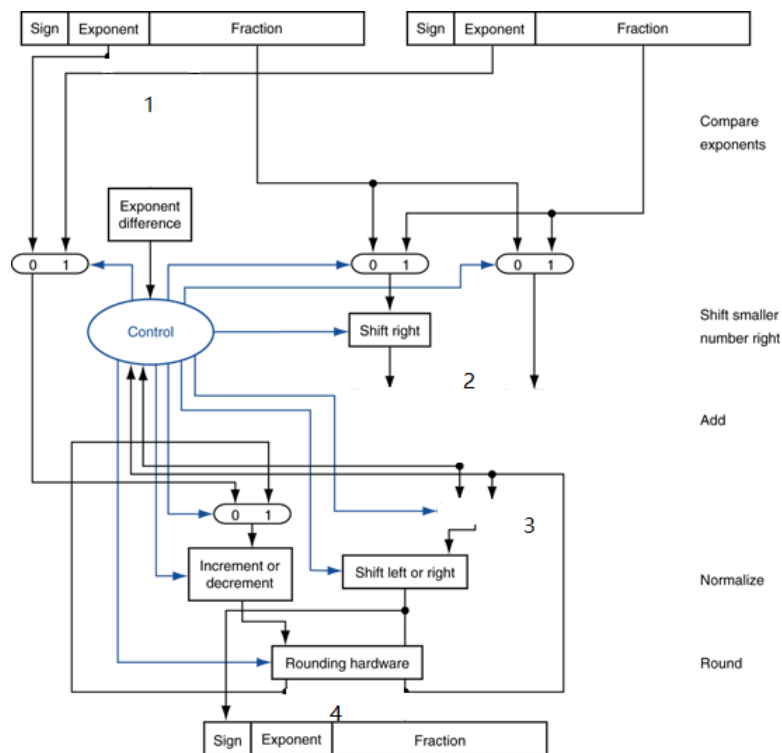 Sign Exponent Fraction Sign Exponent Fraction
1
Compare
exponents
Exponent
difference
0 1
0 1
0 1
Control
Shift right
Shift smaller
number right
2
Add
0 1
3
Increment or
decrement
Shift left or right
Normalize
Rounding hardware
Round
4
Sign Exponent Fraction